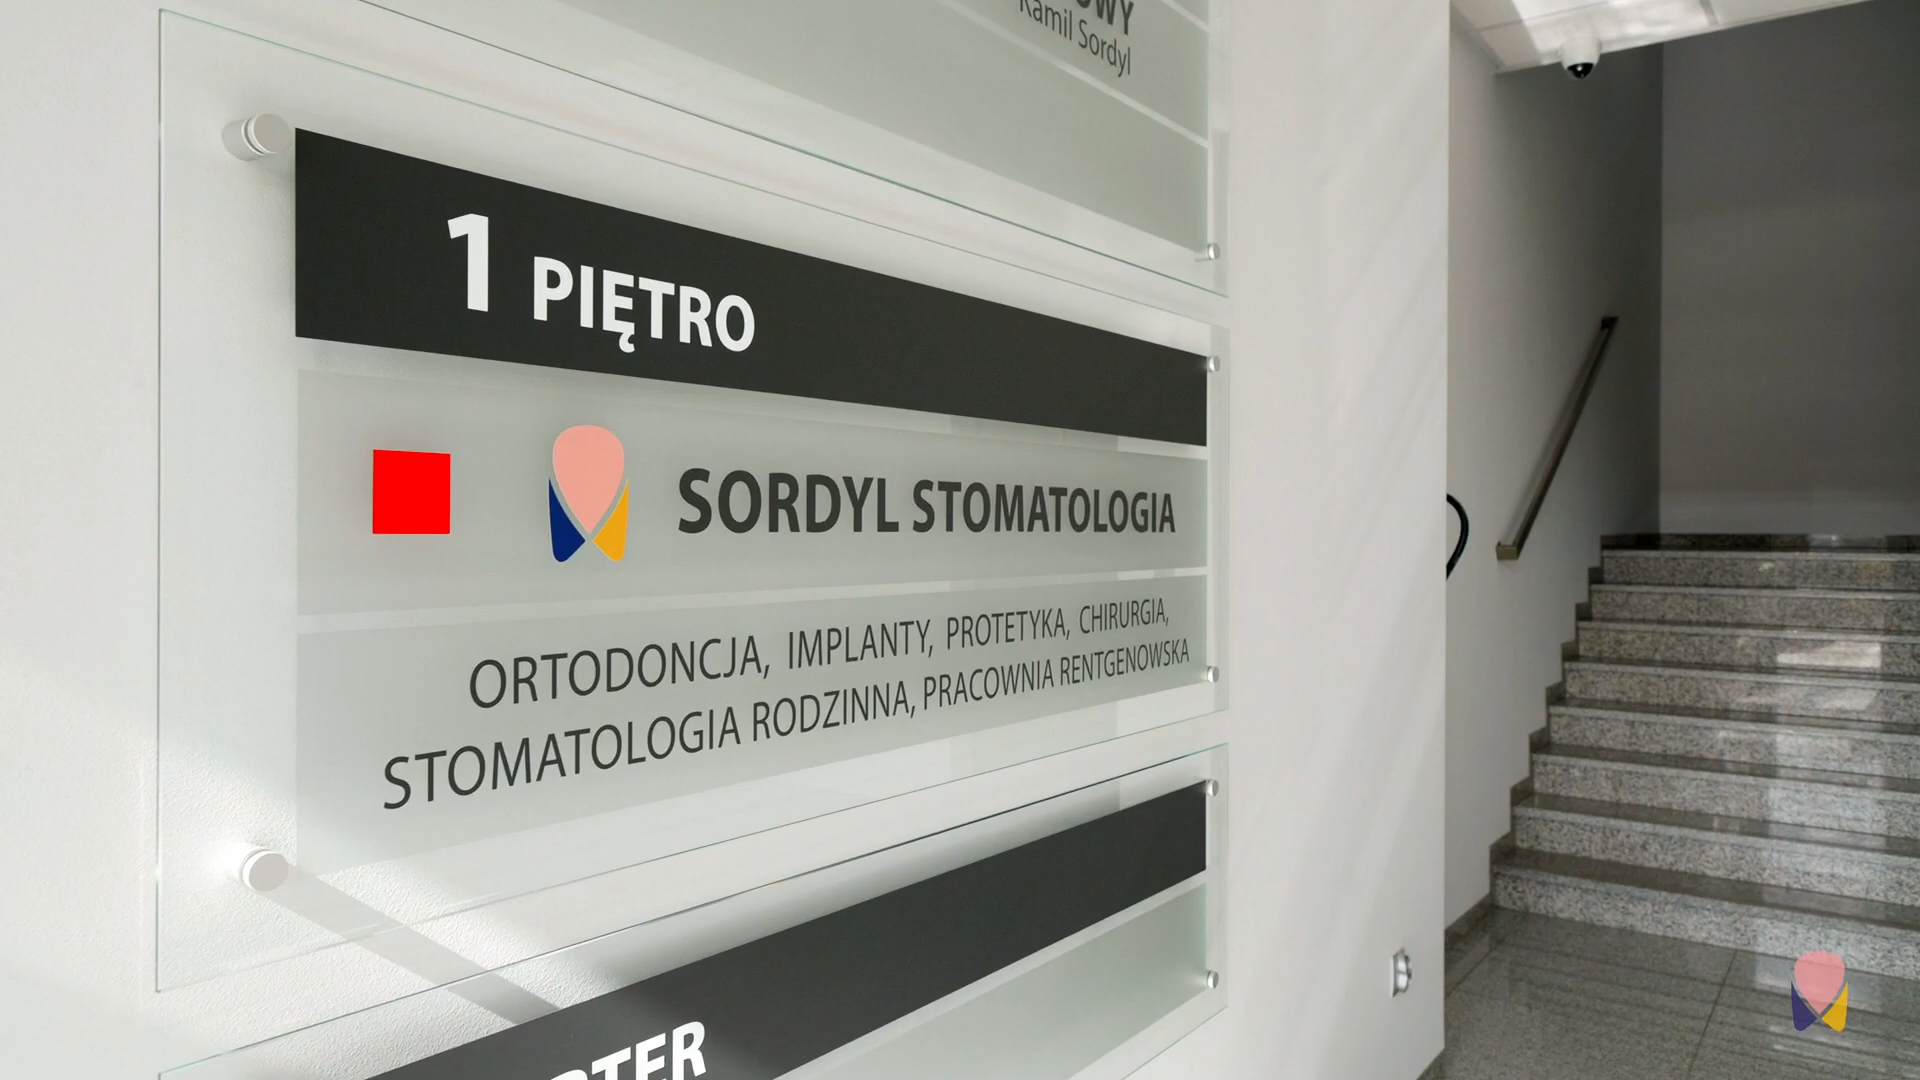 Kamil Sordyl
1 PIĘTRO
SORDYL STOMATOLOGIA
ORTODONCJA, IMPLANTY, PROTETYKA, CHIRURGIA,
STOMATOLOGIA RODZINNA, PRACOWNIA RENTGENOWSKA